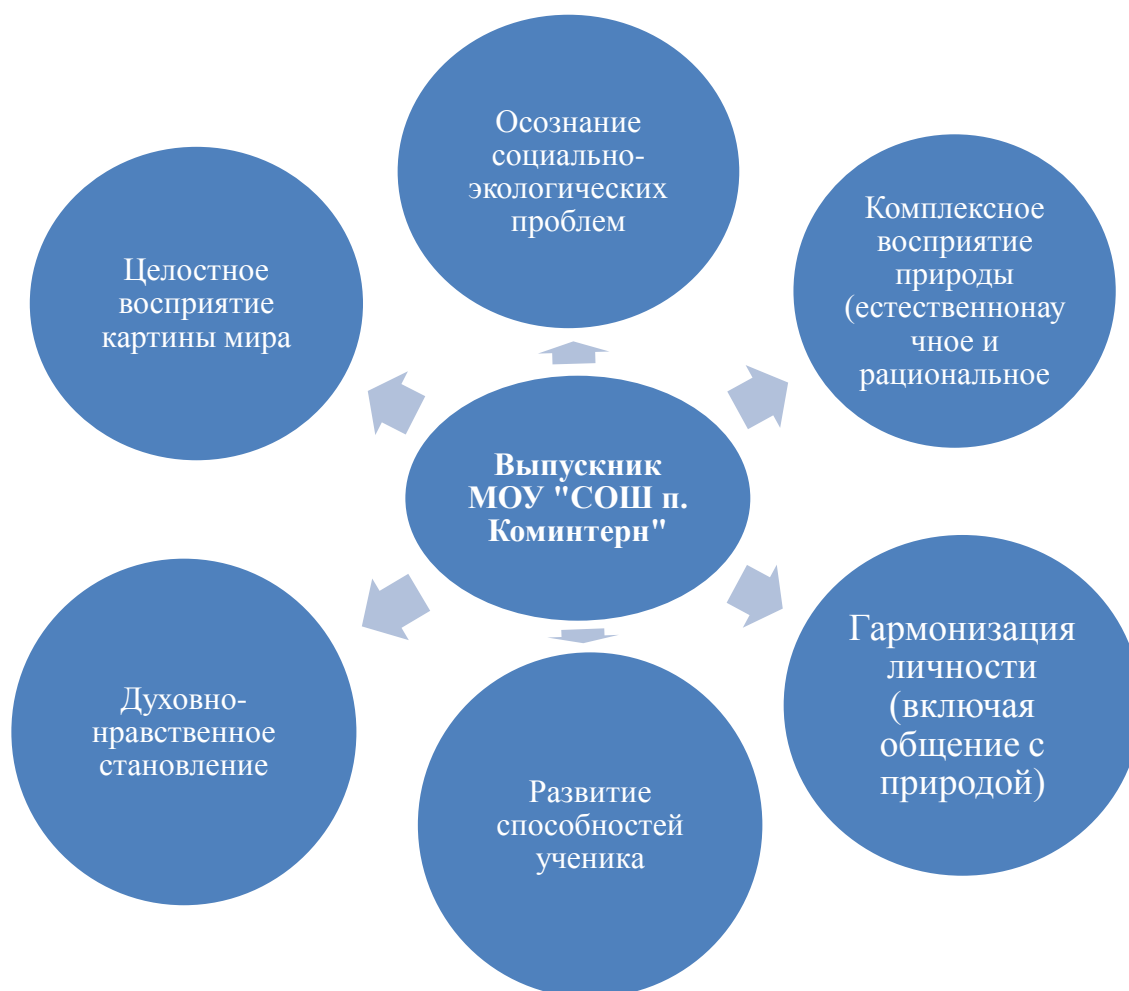 Осознание
социально-
экологических
проблем
Комплексное
восприятие
природы
(естественнонау
чное и
рациональное
Гармонизация
личности
(включая
общение с
природой)
Развитие
способностей
ученика
Духовно-
нравственное
становление
Целостное
восприятие
картины мира
Выпускник
МОУ "СОШ п.
Коминтерн"